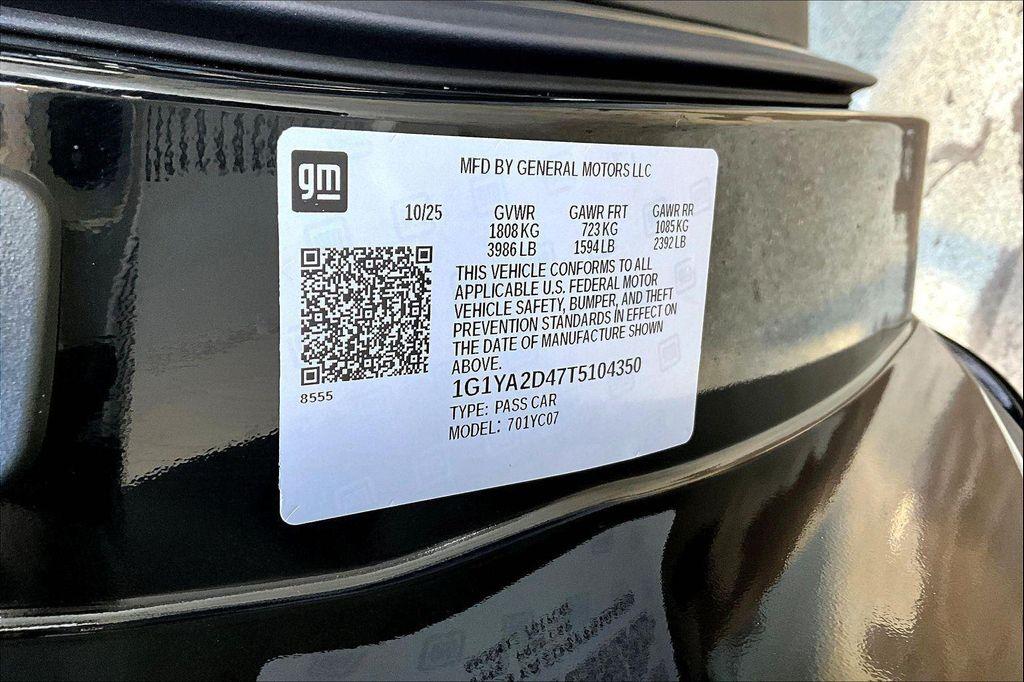 gm
MFD BY GENERAL MOTORS LLC
10/25
GVWR
1808 KG
3986 LB
GAWR FRT
723 KG
1594 LB
GAWR RR
1085 KG
2392 LB
THIS VEHICLE CONFORMS TO ALL
APPLICABLE U.S. FEDERAL MOTOR
VEHICLE SAFETY, BUMPER, AND THEFT
PREVENTION STANDARDS IN EFFECT ON
THE DATE OF MANUFACTURE SHOWN
ABOVE.
1G1YA2D47T5104350
TYPE: PASS CAR
MODEL: 701YC07
8555